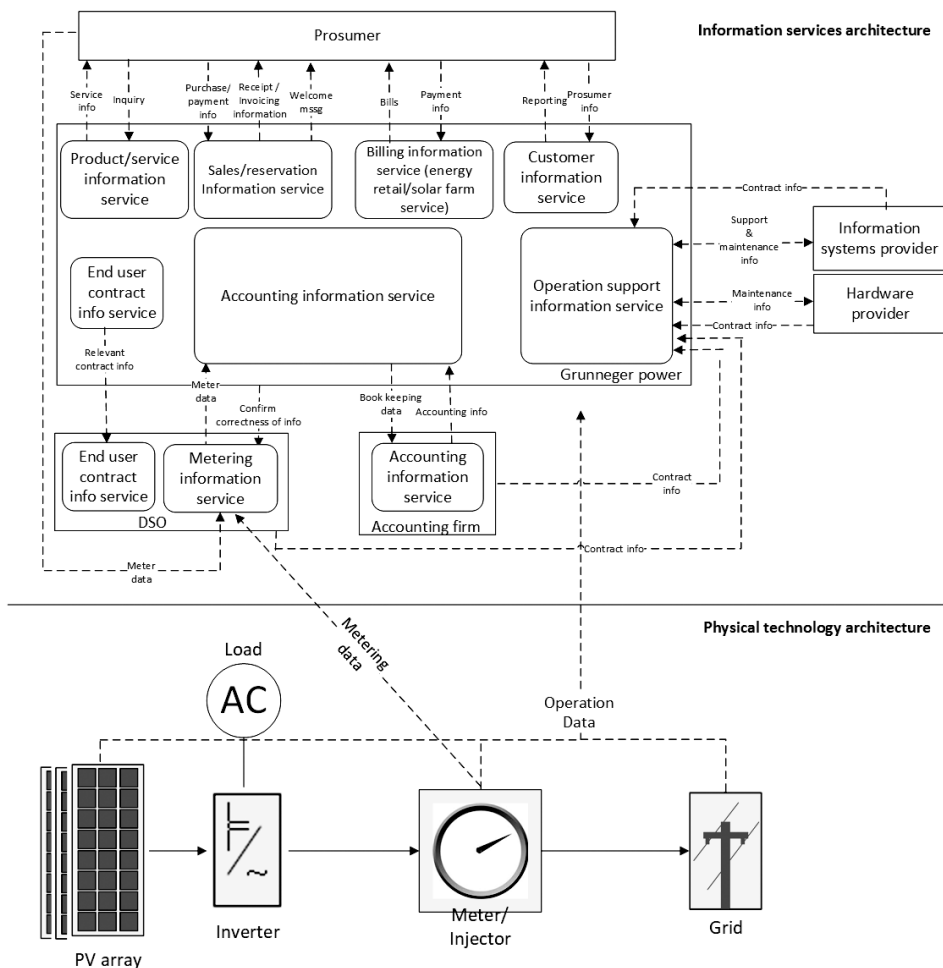 Information services architecture
Prosumer
Service
info
Inquiry
Purchase/
payment
info
Receipt/
Invoicing
information
Welcome
mssg
Bills
Payment
info
Reporting
Prosumer
info
Product/service
information
service
Sales/reservation
Information service
Billing information
service (energy
retail/solar farm
service)
Customer
information
service
Contract info
Support
&
maintenance
info
Information
systems provider
End user
contract
info service
Accounting information service
Operation support
information service
Maintenance
info
Hardware
provider
Contract info
Relevant
contract info
Meter
data
Confirm
correctness of info
Book keeping
data
Accounting info
Grunneger power
End user
contract
info service
Metering
information
service
DSO
Accounting
information
service
Accounting firm
Contract
info
Contract info
Meter
data
Physical technology architecture
Metering
data
Load
AC
Operation
Data
PV array
Inverter
Meter/
Injector
Grid